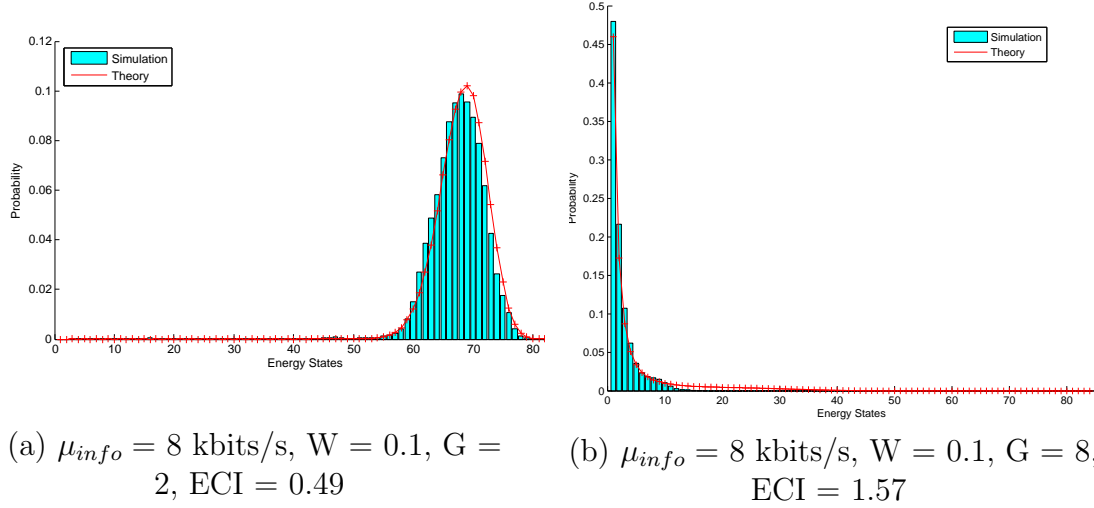 0.12
0.1
0.08
0.06
0.04
0.02
0
Probability
Simulation
Theory
0 10 20 30 40 50 60 70 80
Energy States
(a) μinfo = 8 kbits/s, W = 0.1, G =
2, ECI = 0.49
0.5
0.45
0.4
0.35
0.3
0.25
0.2
0.15
0.1
0.05
0
Probability
Simulation
Theory
0 10 20 30 40 50 60 70 80
Energy States
(b) μinfo = 8 kbits/s, W = 0.1, G = 8,
ECI = 1.57